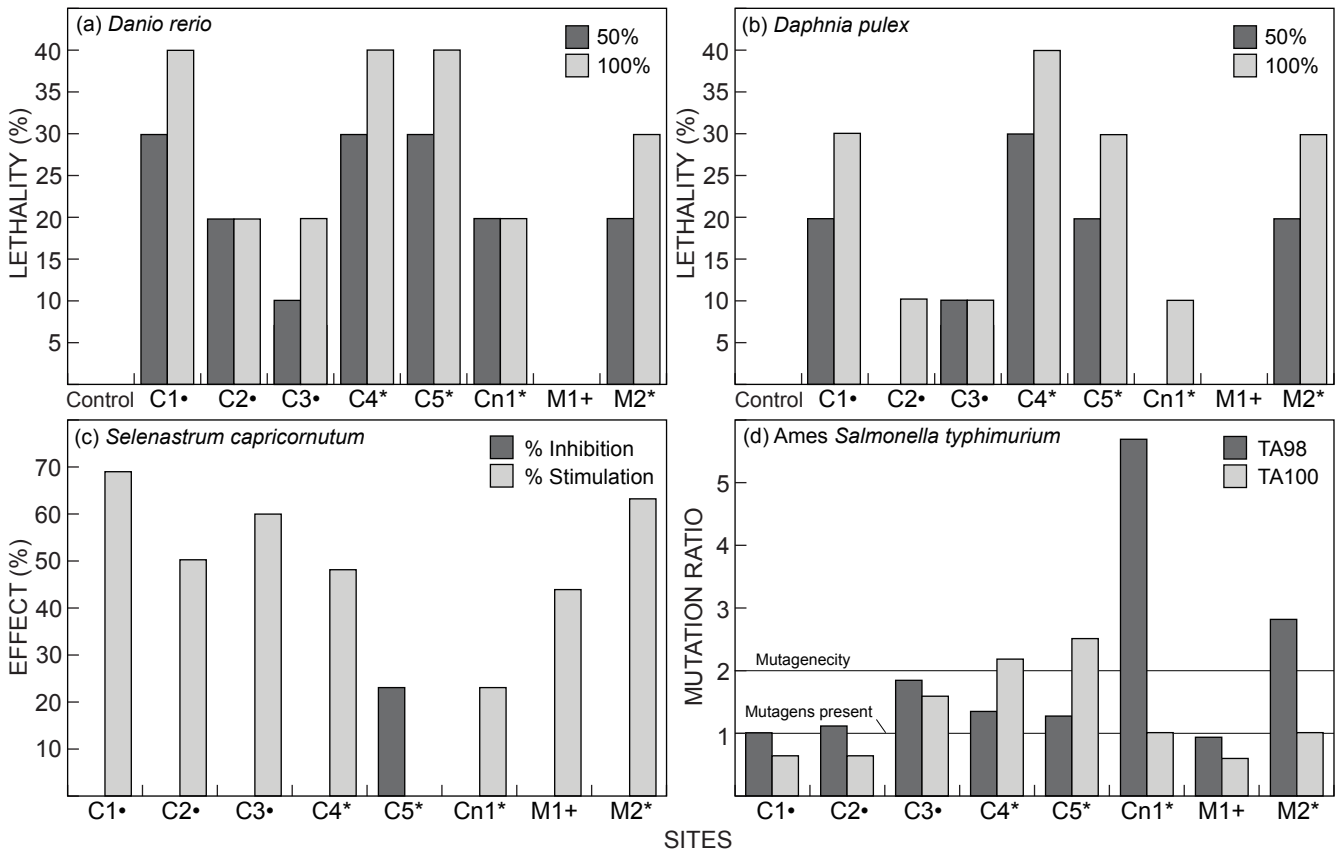 (a) Danio rerio
50%
100%
LETHALITY (%)
40
35
30
25
20
15
10
5
Control C1• C2• C3• C4* C5* Cn1* M1+ M2*
(b) Daphnia pulex
50%
100%
LETHALITY (%)
40
35
30
25
20
15
10
5
Control C1• C2• C3• C4* C5* Cn1* M1+ M2*
(c) Selenastrum capricornutum
% Inhibition
% Stimulation
EFFECT (%)
70
60
50
40
30
20
10
C1• C2• C3• C4* C5* Cn1* M1+ M2*
(d) Ames Salmonella typhimurium
TA98
TA100
MUTATION RATIO
5
4
3
2
1
Mutagenecity
Mutagens present
C1• C2• C3• C4* C5* Cn1* M1+ M2*
SITES